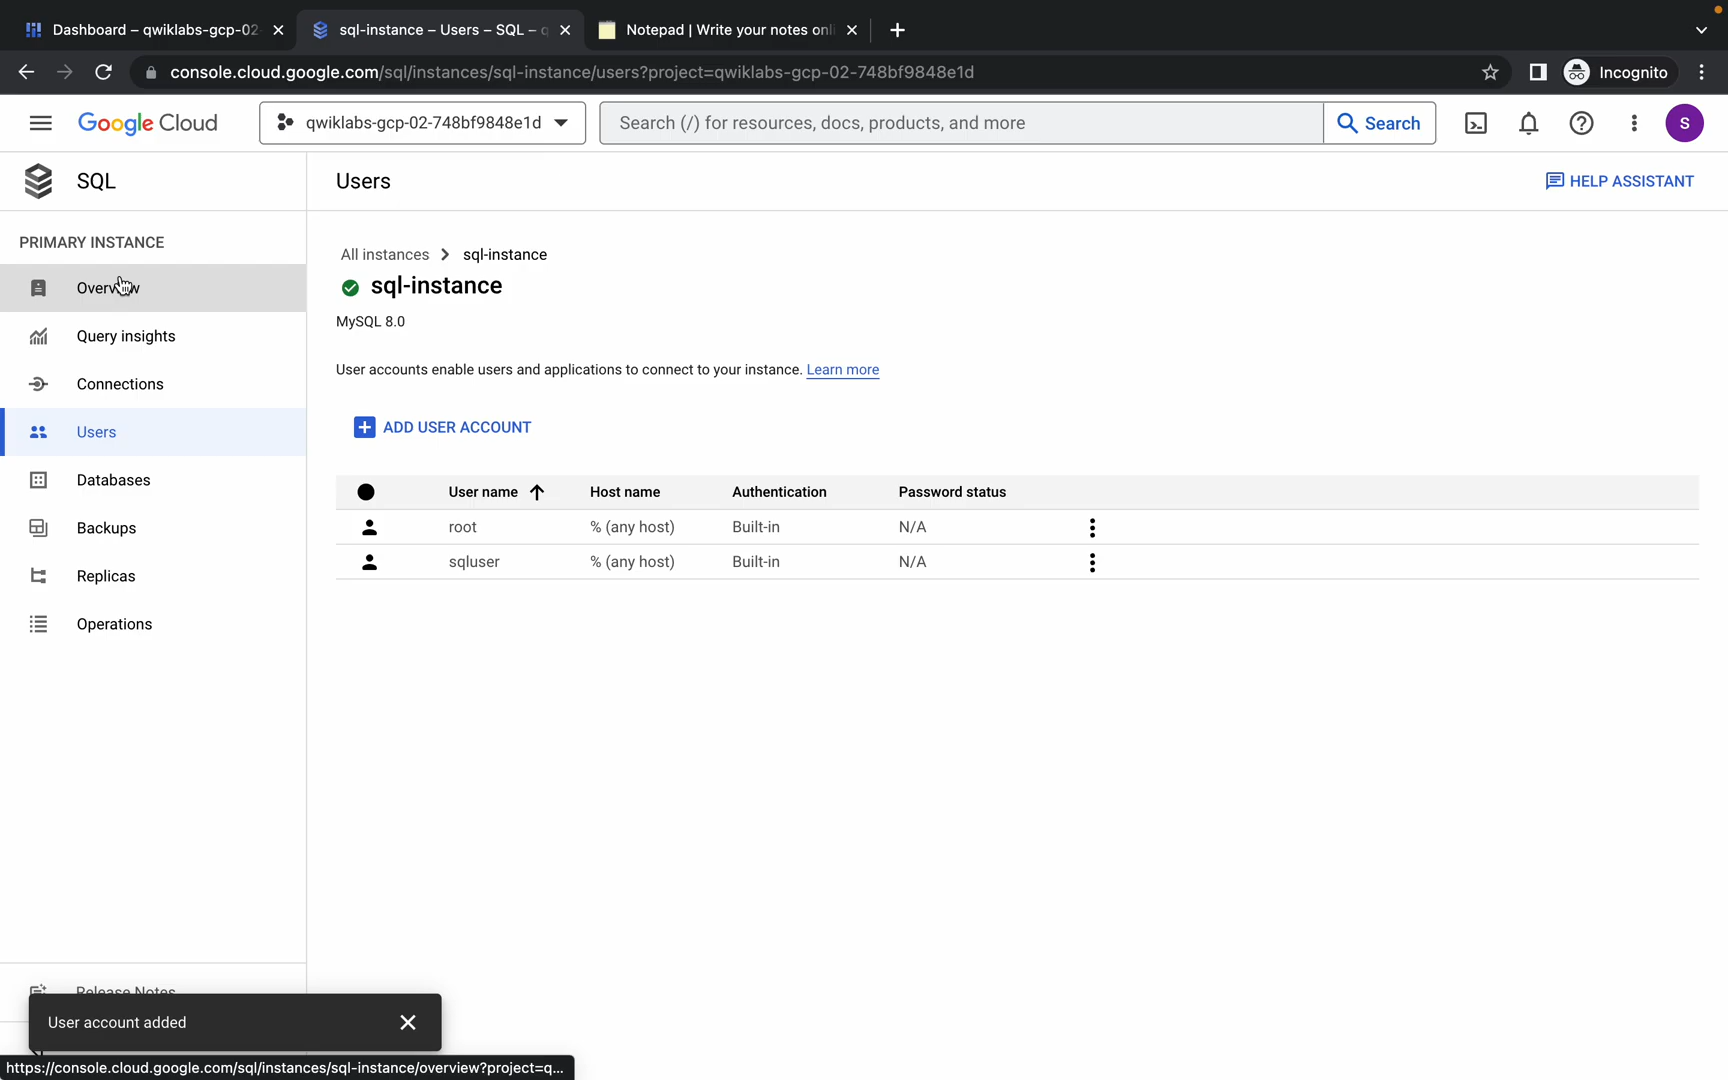 Dashboard – qwiklabs-gcp-02
sql-instance – Users – SQL – q
Notepad | Write your notes onli
console.cloud.google.com/sql/instances/sql-instance/users?project=qwiklabs-gcp-02-748bf9848e1d
Incognito
Google Cloud
qwiklabs-gcp-02-748bf9848e1d
Search (/) for resources, docs, products, and more
Search
S
SQL
Users
HELP ASSISTANT
PRIMARY INSTANCE
Overview
Query insights
Connections
Users
Databases
Backups
Replicas
Operations
All instances > sql-instance
sql-instance
MySQL 8.0
User accounts enable users and applications to connect to your instance. Learn more
ADD USER ACCOUNT
User name Host name Authentication Password status
root % (any host) Built-in N/A
sqluser % (any host) Built-in N/A
Release Notes
User account added
https://console.cloud.google.com/sql/instances/sql-instance/overview?project=q...